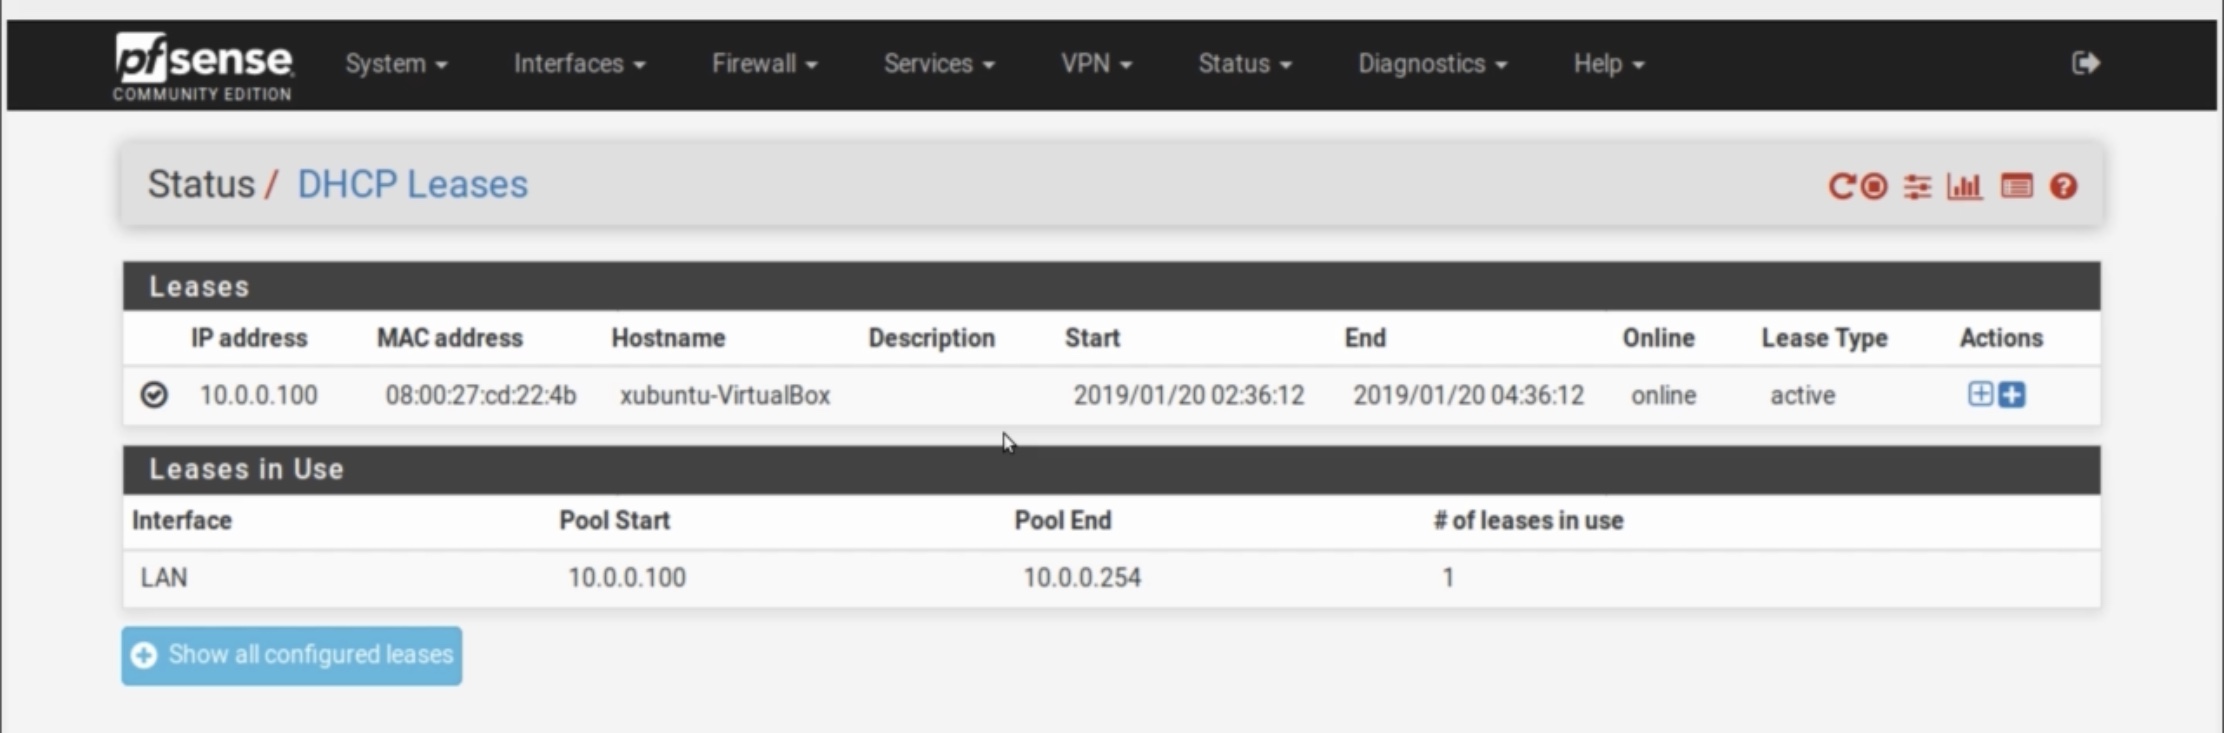 pfsense System Interfaces Firewall Services VPN Status Diagnostics Help
COMMUNITY EDITION
Status / DHCP Leases
Leases
IP address MAC address Hostname Description Start End Online Lease Type Actions
10.0.0.100 08:00:27:cd:22:4b xubuntu-VirtualBox 2019/01/20 02:36:12 2019/01/20 04:36:12 online active
Leases in Use
Interface Pool Start Pool End # of leases in use
LAN 10.0.0.100 10.0.0.254 1
Show all configured leases